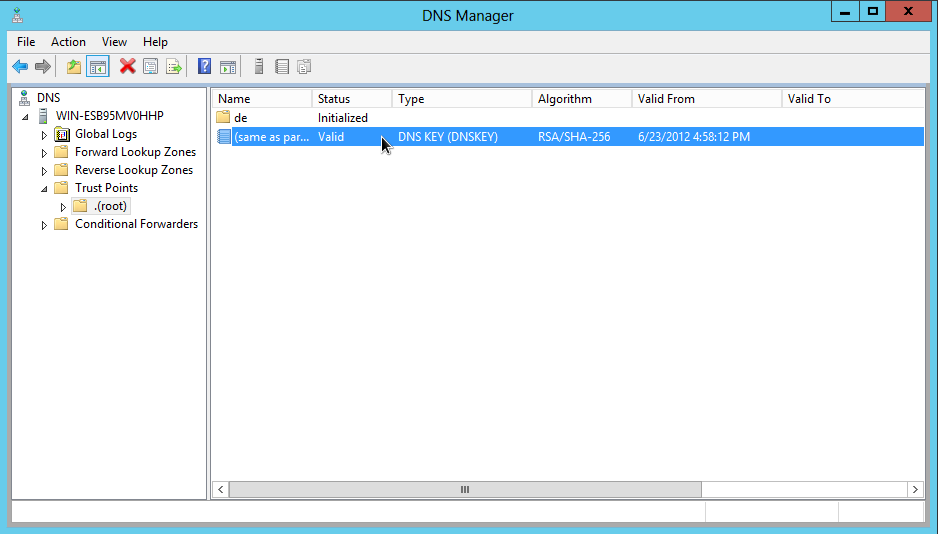 DNS Manager
File Action View Help
DNS
WIN-ESB95MV0HHP
Global Logs
Forward Lookup Zones
Reverse Lookup Zones
Trust Points
.(root)
Conditional Forwarders
Name Status Type Algorithm Valid From Valid To
de Initialized
(same as par... Valid DNS KEY (DNSKEY) RSA/SHA-256 6/23/2012 4:58:12 PM